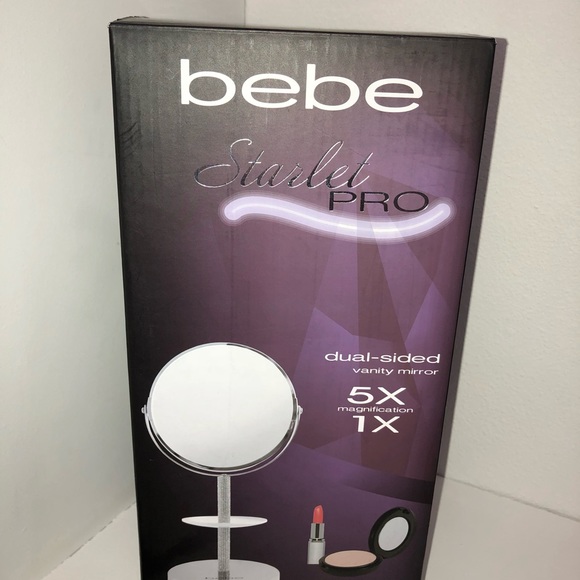 bebe
Starlet
PRO
dual-sided
vanity mirror
5X
magnification
1X